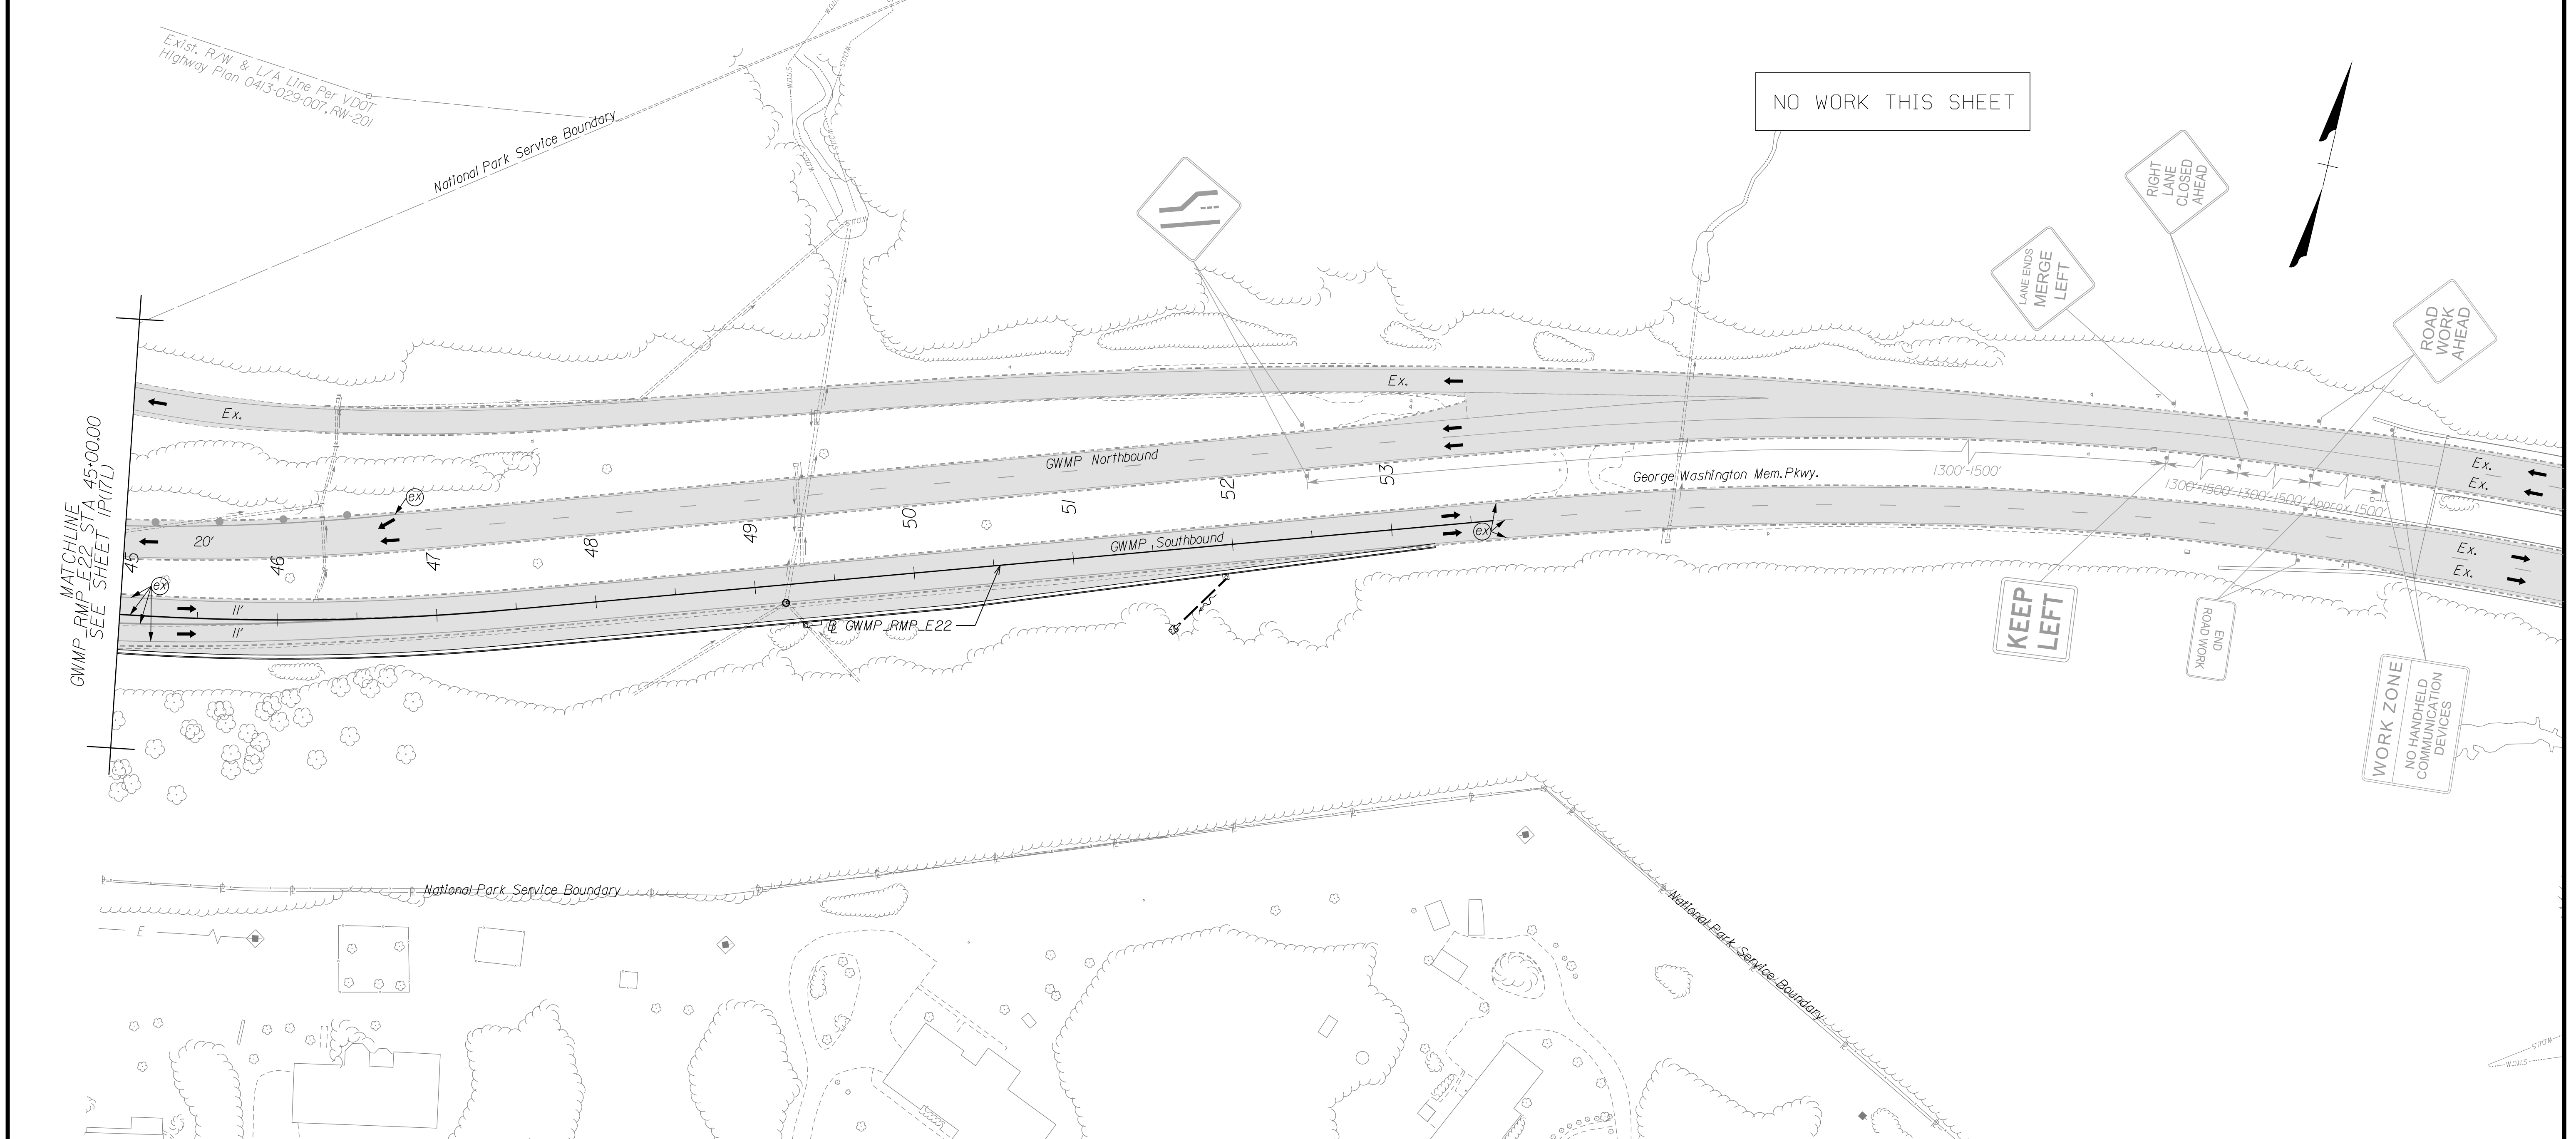 Exist. R/W & L/A Line Per VDOT
Highway Plan 0413-029-007, RW-201
National Park Service Boundary
NO WORK THIS SHEET
RIGHT
LANE
CLOSED
AHEAD
LANE ENDS
MERGE
LEFT
ROAD
WORK
AHEAD
MATCHLINE
GWMP_RMP_E22 STA 45+00.00
SEE SHEET 1P(17L)
Ex.
Ex.
GWMP Northbound
George Washington Mem.Pkwy.
1300'-1500'
1300'-1500'
1300'-1500'
Approx. 1500'
Ex.
Ex.
Ex.
Ex.
ex
20'
45
46
47
48
49
50
51
52
53
GWMP Southbound
ex
ex
11'
11'
BL GWMP_RMP_E22
KEEP
LEFT
END
ROAD WORK
WORK ZONE
NO HANDHELD
COMMUNICATION
DEVICES
National Park Service Boundary
National Park Service Boundary
E